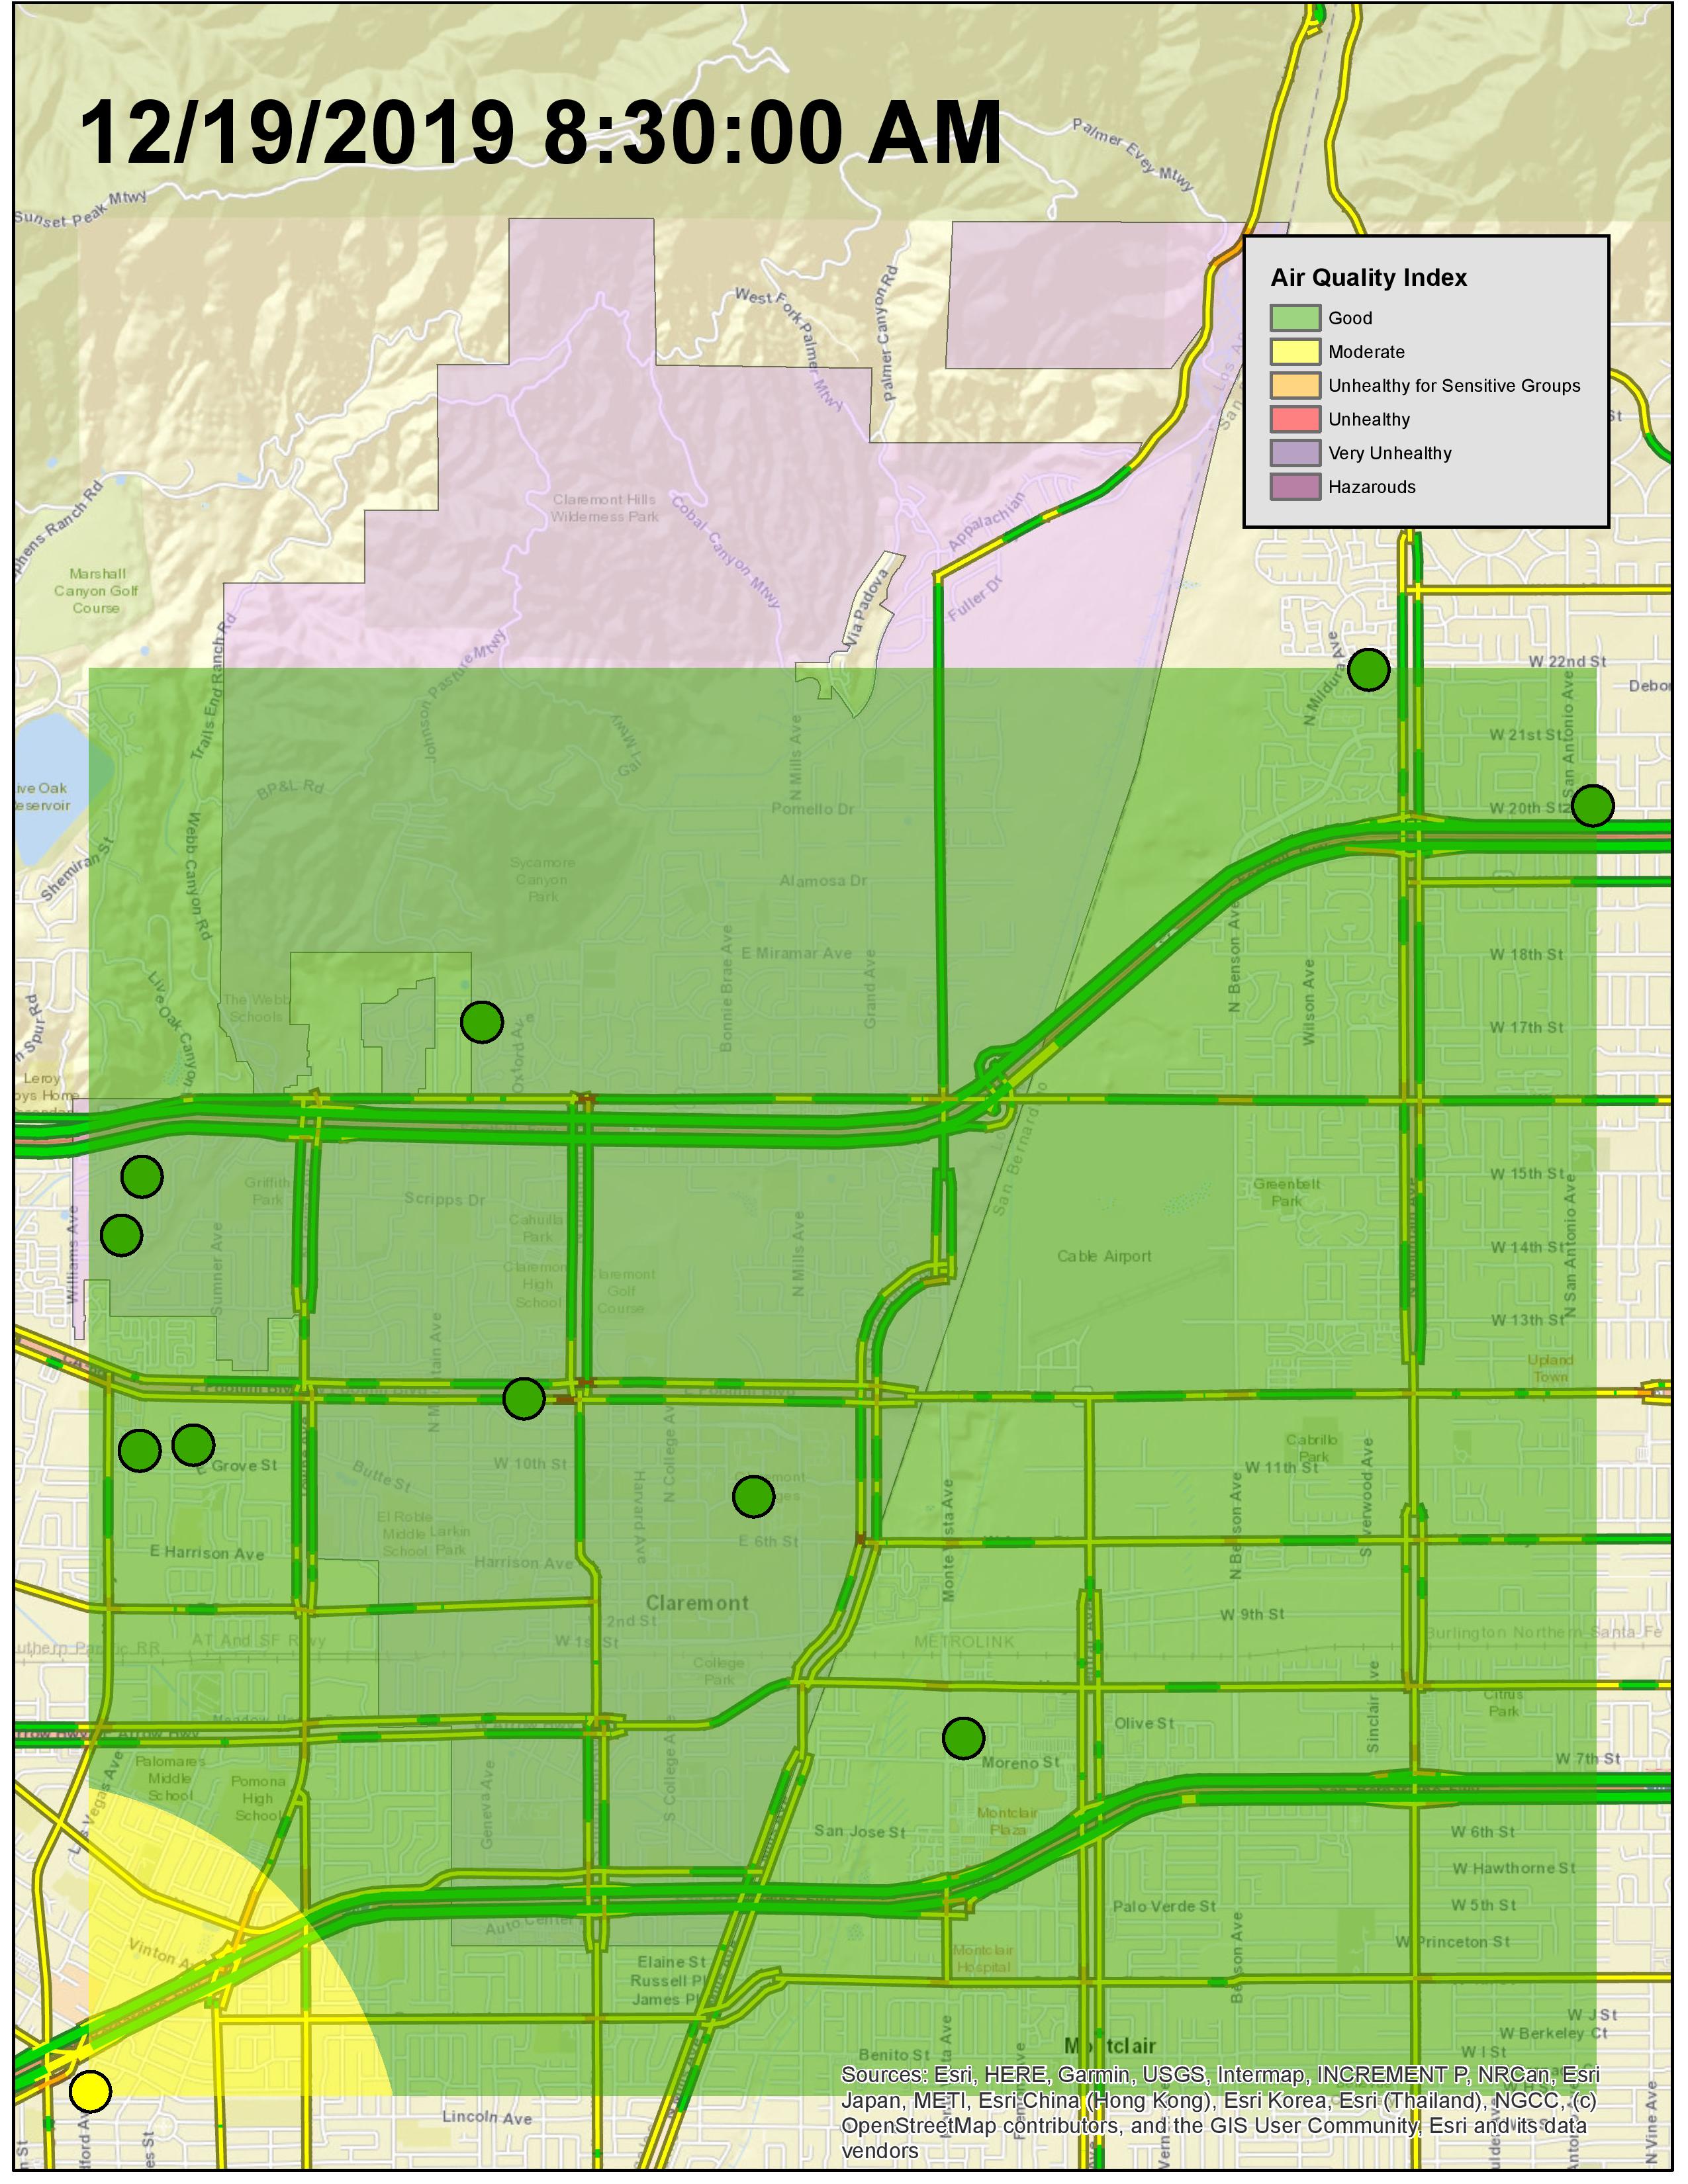 12/19/2019 8:30:00 AM
Palmer Evey Mtwy
Sunset Peak Mtwy
Air Quality Index
Good
Moderate
Unhealthy for Sensitive Groups
Unhealthy
Very Unhealthy
Hazarouds
West Fork Palmer Mtwy
Palmer Canyon Rd
Claremont Hills
Wilderness Park
Cobal Canyon Mtwy
Appalachian
Fuller Dr
Via Padova
phens Ranch Rd
Marshall
Canyon Golf
Course
Trails End Ranch Rd
Johnson Pasture Mtwy
N Mildura Ave
W 22nd St
Debor
W 21st St
San Antonio Ave
W 20th St
N Mills Ave
Pomello Dr
BP&L Rd
ive Oak
eservoir
Shemiran St
Webb Canyon Rd
Sycamore
Canyon
Park
Alamosa Dr
E Miramar Ave
Bonnie Brae Ave
Grand Ave
N Benson Ave
Wilson Ave
W 18th St
W 17th St
The Webb
Schools
Live Oak Canyon
n Spur Rd
Oxford Av
Leroy
oys Home
San Bernardino
Griffith
Park
Scripps Dr
Cahuilla
Park
Greenbelt
Park
W 15th St
Williams Ave
Sumner Ave
N Mills Ave
Cable Airport
W 14th St
N San Antonio Ave
Claremont
High
School
Claremont
Golf
Course
W 13th St
Upland
Town
E Foothill Blvd
Grove St
Butte St
W 10th St
N College Ave
Harvard Ave
Cabrillo
Park
W 11th St
El Roble
Middle
School
Larkin
Park
E 6th St
E Harrison Ave
Harrison Ave
Claremont
Monte Vista Ave
N Benson Ave
W 9th St
W 2nd St
W 1st St
AT And SF Rwy
METROLINK
Burlington Northern Santa Fe
College
Park
Citrus
Park
Olive St
Sinclair Ave
Moreno St
W 7th St
Palomares
Middle
School
Pomona
High
School
Las Vegas Ave
Geneva Ave
S College Ave
Montclair
Plaza
San Jose St
W 6th St
W Hawthorne St
Palo Verde St
W 5th St
Auto Center
Vinton Av
Elaine St
Russell Pl
James Pl
Montclair
Hospital
W Princeton St
W J St
W Berkeley Ct
Benito St
W I St
Lincoln Ave
N Vine Ave
Sources: Esri, HERE, Garmin, USGS, Intermap, INCREMENT P, NRCan, Esri
Japan, METI, Esri China (Hong Kong), Esri Korea, Esri (Thailand), NGCC, (c)
OpenStreetMap contributors, and the GIS User Community, Esri and its data
vendors